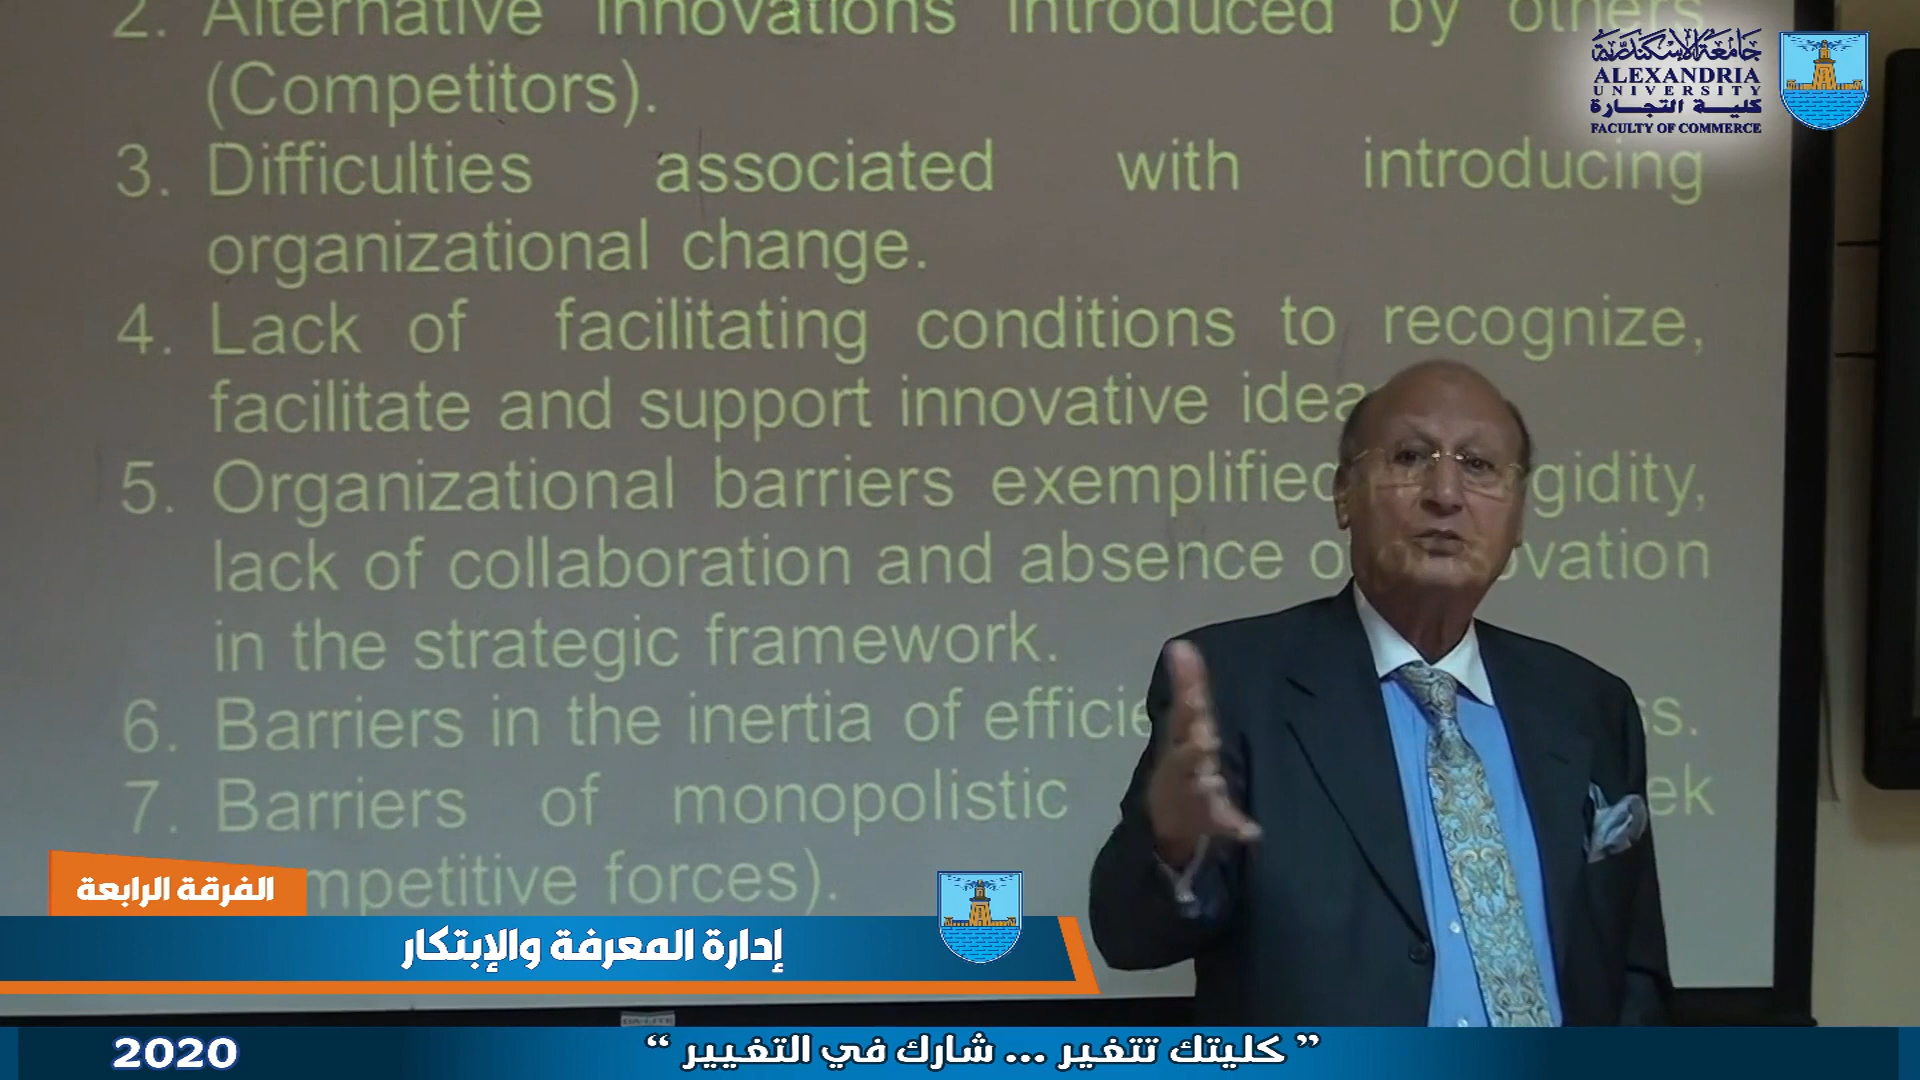 2. Alternative innovations introduced by others
(Competitors).
3. Difficulties associated with introducing
organizational change.
4. Lack of facilitating conditions to recognize,
facilitate and support innovative
5. Organizational barriers exemplified
lack of collaboration and absence
in the strategic framework.
6. Barriers in the inertia of
7. Barriers of monopolistic
forces).
جامعة الإسكندرية
ALEXANDRIA
UNIVERSITY
كلية التجارة
FACULTY OF COMMERCE
الفرقة الرابعة
إدارة المعرفة والإبتكار
2020
” كليتك تتغير ... شارك في التغيير “
DA-LITE